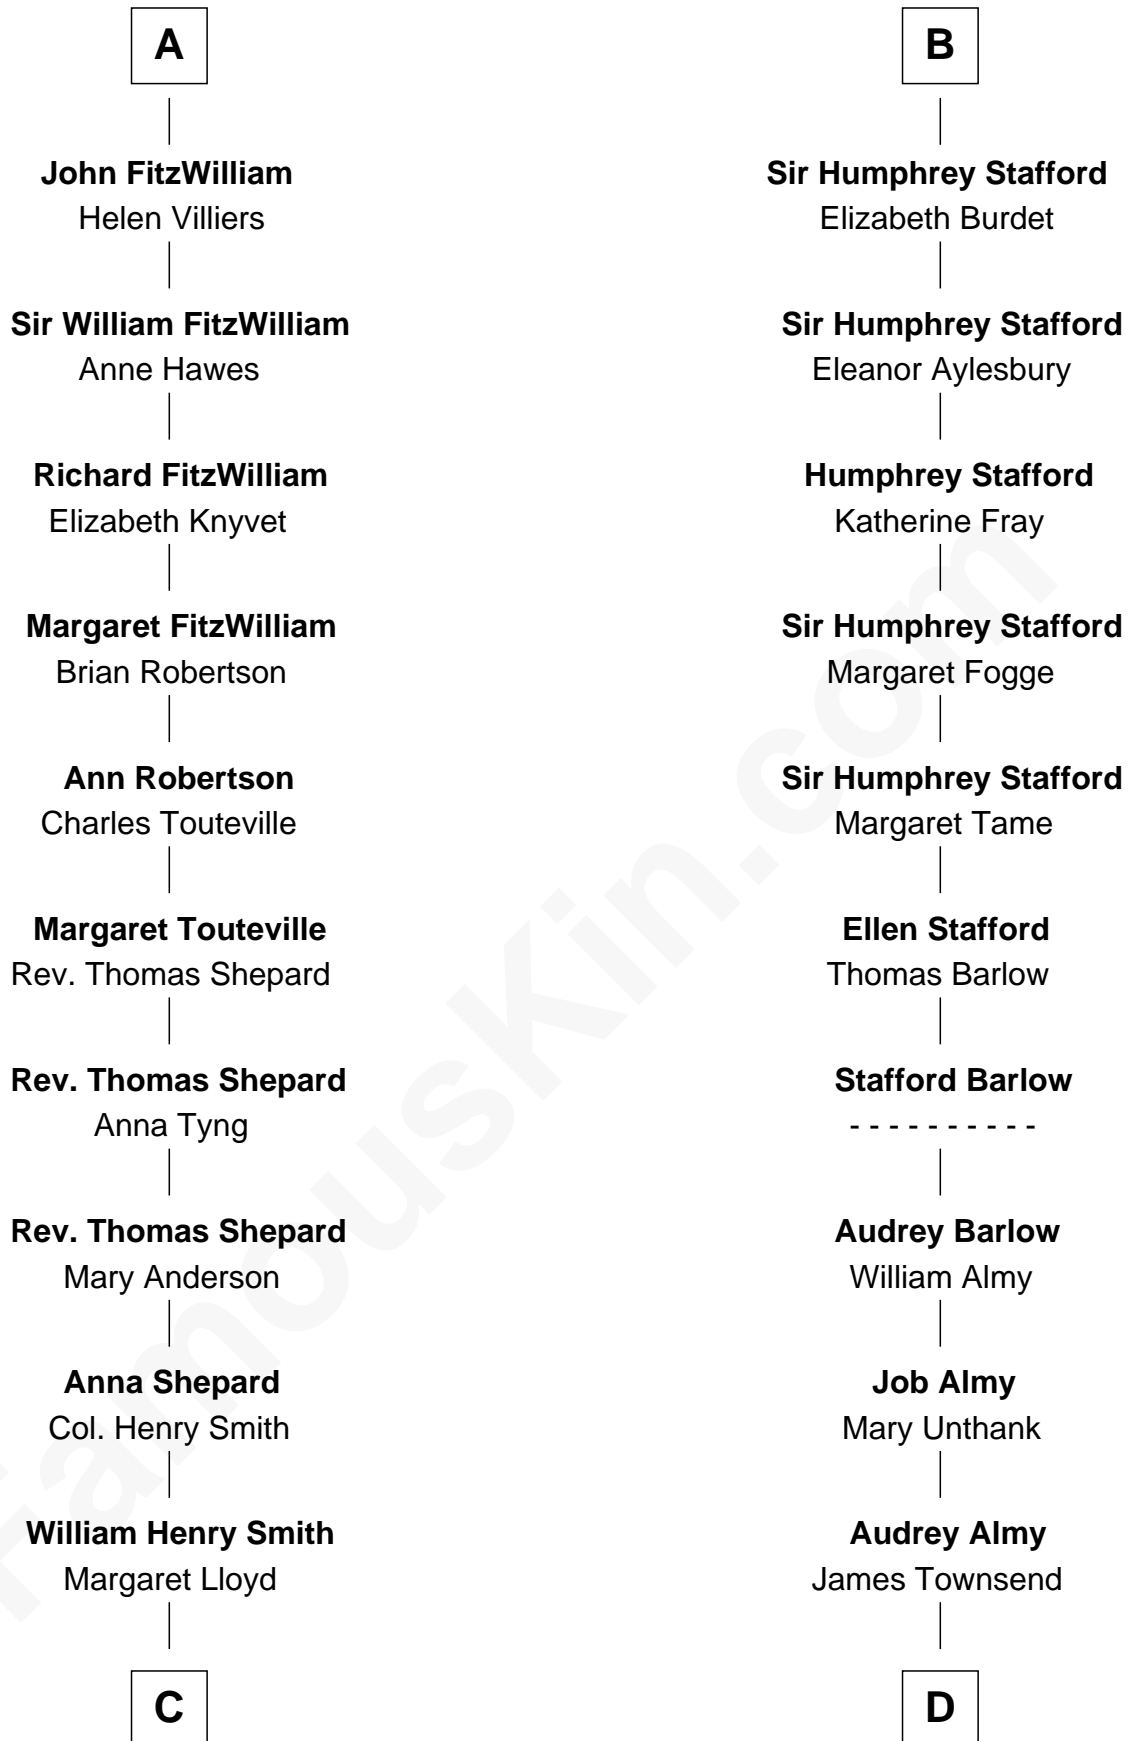 A
John FitzWilliam
Helen Villiers
Sir William FitzWilliam
Anne Hawes
Richard FitzWilliam
Elizabeth Knyvet
Margaret FitzWilliam
Brian Robertson
Ann Robertson
Charles Touteville
Margaret Touteville
Rev. Thomas Shepard
Rev. Thomas Shepard
Anna Tyng
Rev. Thomas Shepard
Mary Anderson
Anna Shepard
Col. Henry Smith
William Henry Smith
Margaret Lloyd
C
B
Sir Humphrey Stafford
Elizabeth Burdet
Sir Humphrey Stafford
Eleanor Aylesbury
Humphrey Stafford
Katherine Fray
Sir Humphrey Stafford
Margaret Fogge
Sir Humphrey Stafford
Margaret Tame
Ellen Stafford
Thomas Barlow
Stafford Barlow
- - - - - - - - - -
Audrey Barlow
William Almy
Job Almy
Mary Unthank
Audrey Almy
James Townsend
D
FamousKin.com